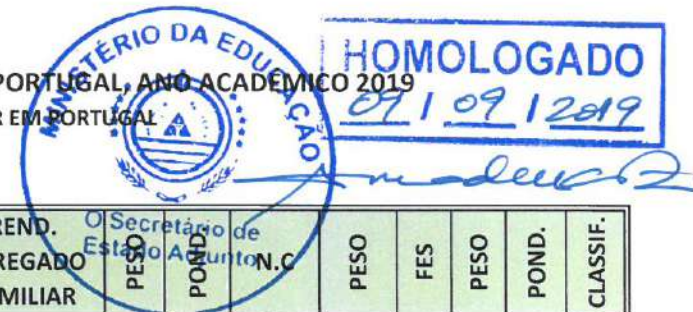 MINISTÉRIO DA EDUCAÇÃO
HOMOLOGADO
09 / 09 / 2019
PORTUGAL, ANO ACADÉMICO 2019
R EM PORTUGAL
O Secretário de
Estado Adjunto
REND.
REGADO
MILIAR
PESO
POND.
N.C
PESO
FES
PESO
POND.
CLASSIF.